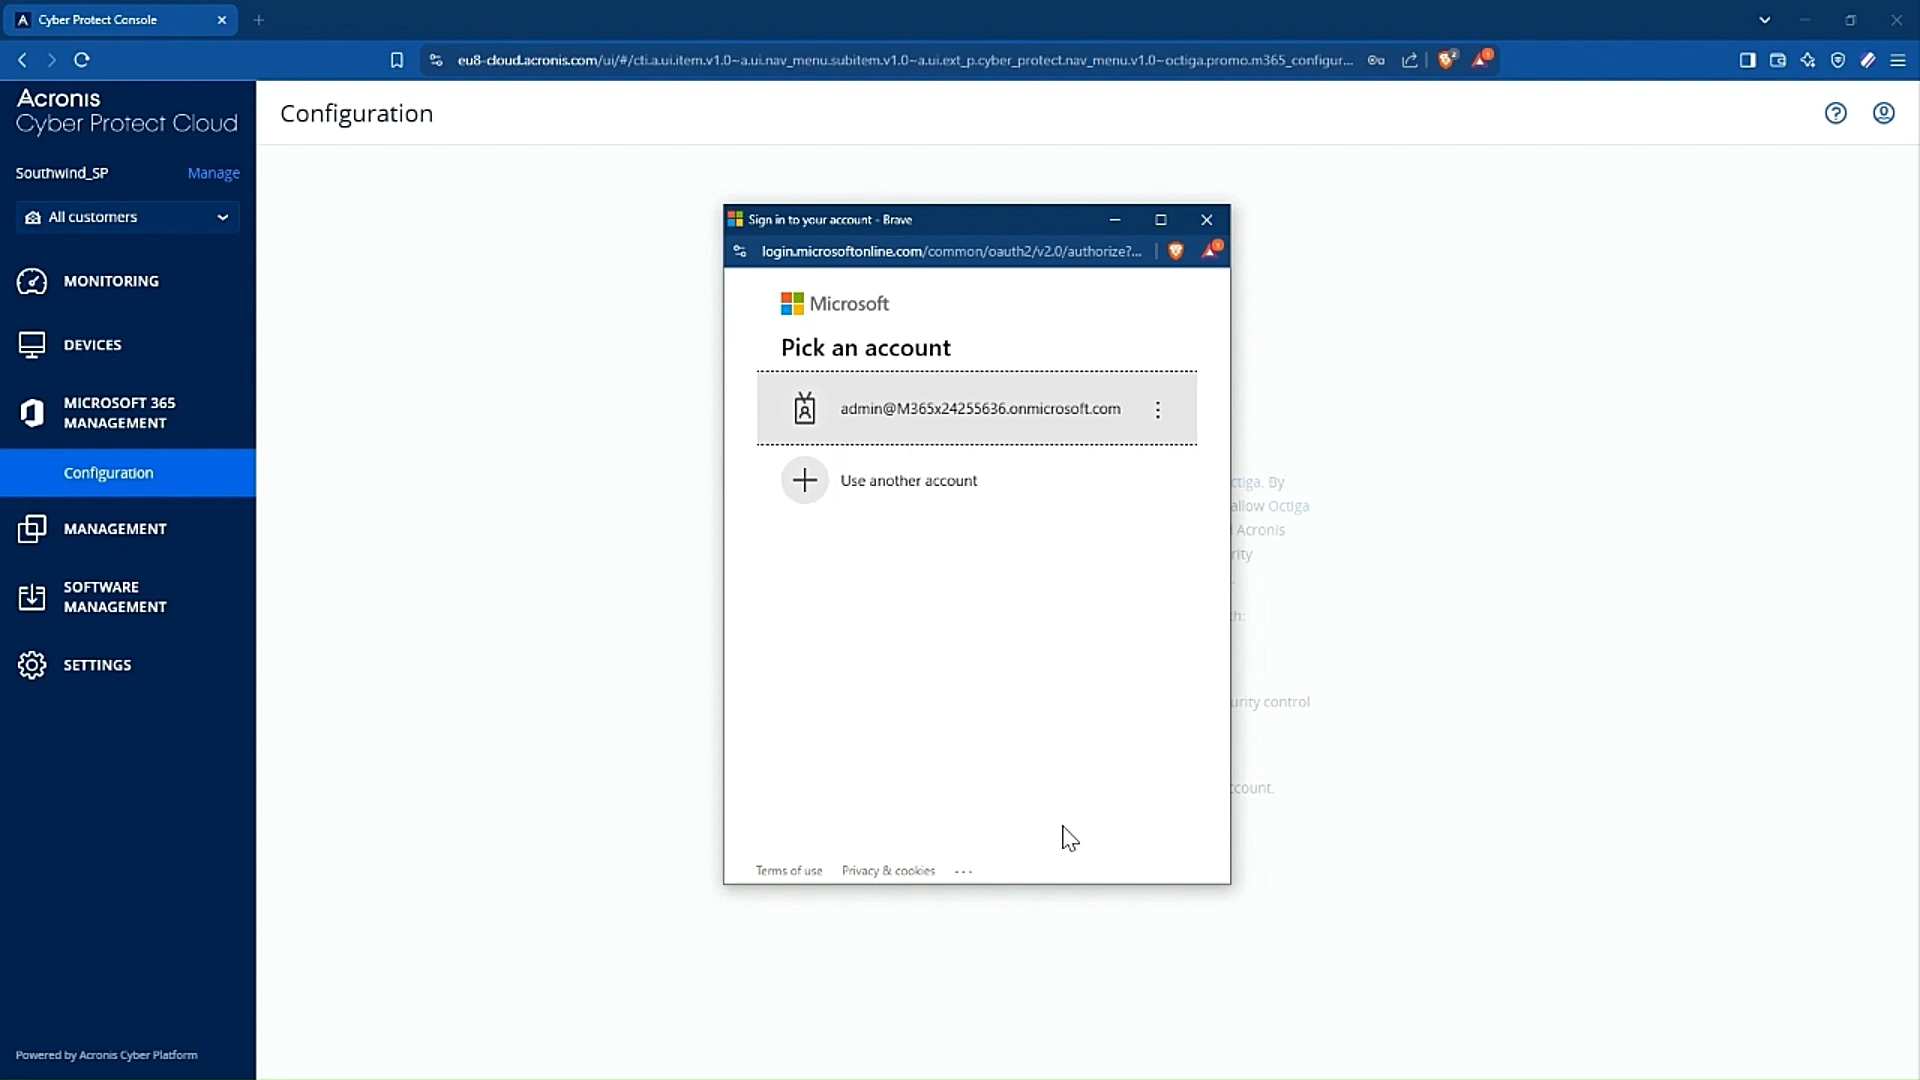 Cyber Protect Console
eu8-cloud.acronis.com/ui/#/cti.a.ui.item.v1.0~a.ui.nav_menu.subitem.v1.0~a.ui.ext_p.cyber_protect.nav_menu.v1.0~octiga.promo.m365_configur...
Acronis
Cyber Protect Cloud
Configuration
Southwind_SP
Manage
All customers
MONITORING
DEVICES
MICROSOFT 365
MANAGEMENT
Configuration
MANAGEMENT
SOFTWARE
MANAGEMENT
SETTINGS
Powered by Acronis Cyber Platform
Sign in to your account - Brave
login.microsoftonline.com/common/oauth2/v2.0/authorize?...
Microsoft
Pick an account
admin@M365x24255636.onmicrosoft.com
Use another account
Terms of use
Privacy & cookies
...
ctiga. By
allow Octiga
Acronis
rity
th:
urity control
count.